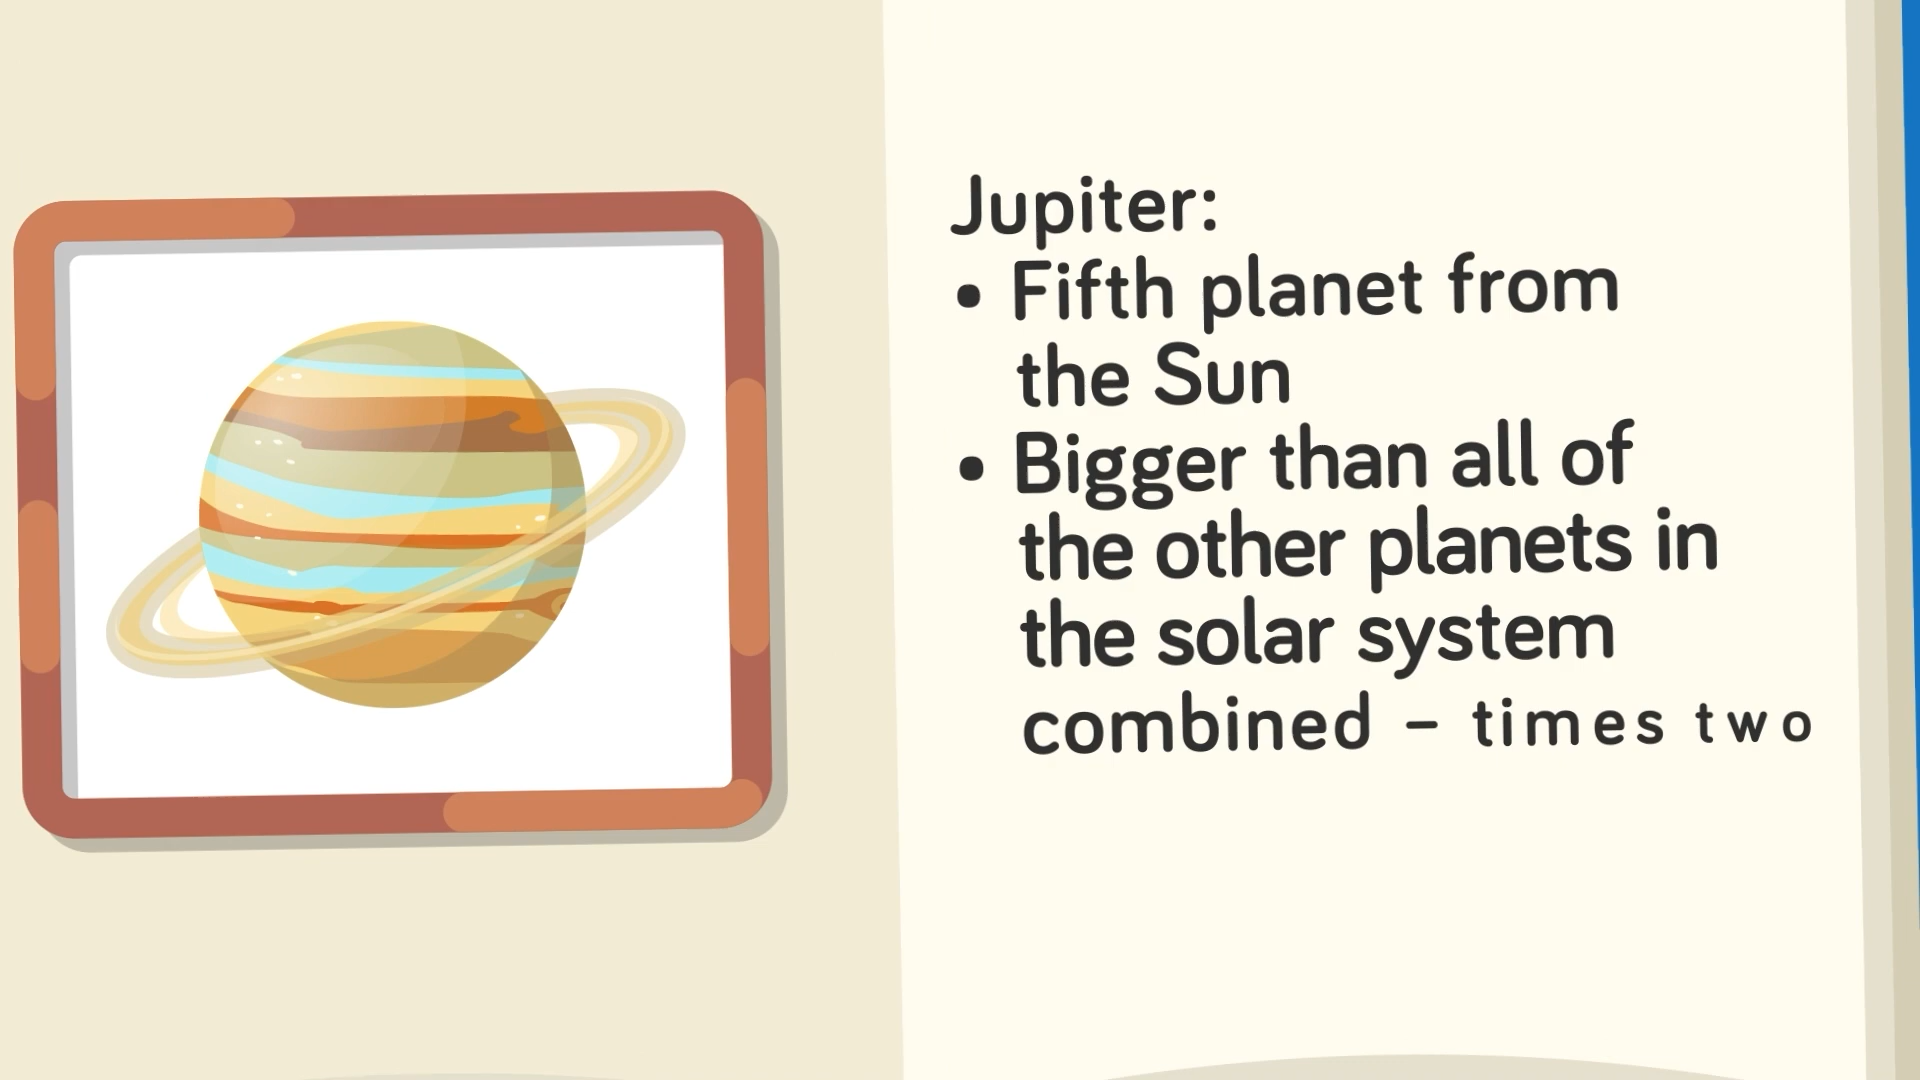 Jupiter:
• Fifth planet from
the Sun
• Bigger than all of
the other planets in
the solar system
combined – times two